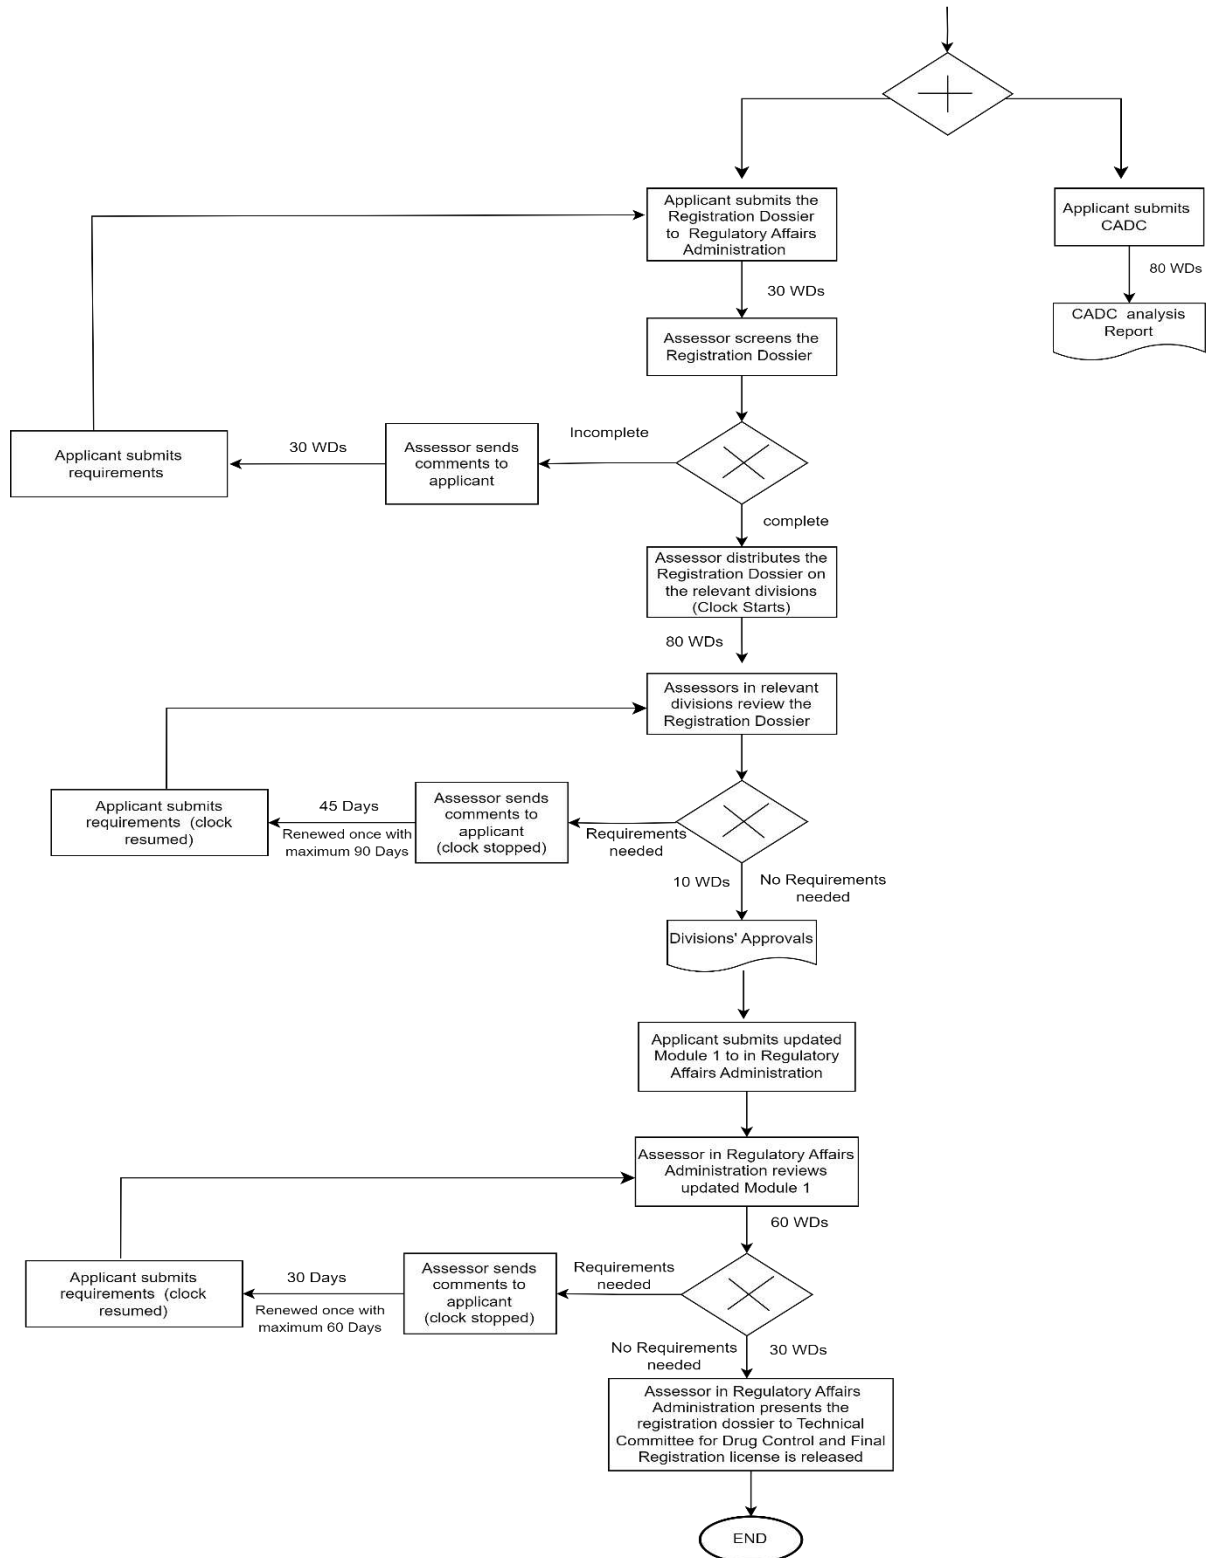 Applicant submits the
Registration Dossier
to Regulatory Affairs
Administration
Applicant submits
CADC
30 WDs
80 WDs
CADC analysis
Report
Assessor screens the
Registration Dossier
Incomplete
Assessor sends
comments to
applicant
30 WDs
Applicant submits
requirements
complete
Assessor distributes the
Registration Dossier on
the relevant divisions
(Clock Starts)
80 WDs
Assessors in relevant
divisions review the
Registration Dossier
Requirements
needed
Assessor sends
comments to
applicant
(clock stopped)
45 Days
Renewed once with
maximum 90 Days
Applicant submits
requirements (clock
resumed)
10 WDs
No Requirements
needed
Divisions' Approvals
Applicant submits updated
Module 1 to in Regulatory
Affairs Administration
Assessor in Regulatory Affairs
Administration reviews
updated Module 1
60 WDs
Requirements
needed
Assessor sends
comments to
applicant
(clock stopped)
30 Days
Renewed once with
maximum 60 Days
Applicant submits
requirements (clock
resumed)
No Requirements
needed
30 WDs
Assessor in Regulatory Affairs
Administration presents the
registration dossier to Technical
Committee for Drug Control and Final
Registration license is released
END